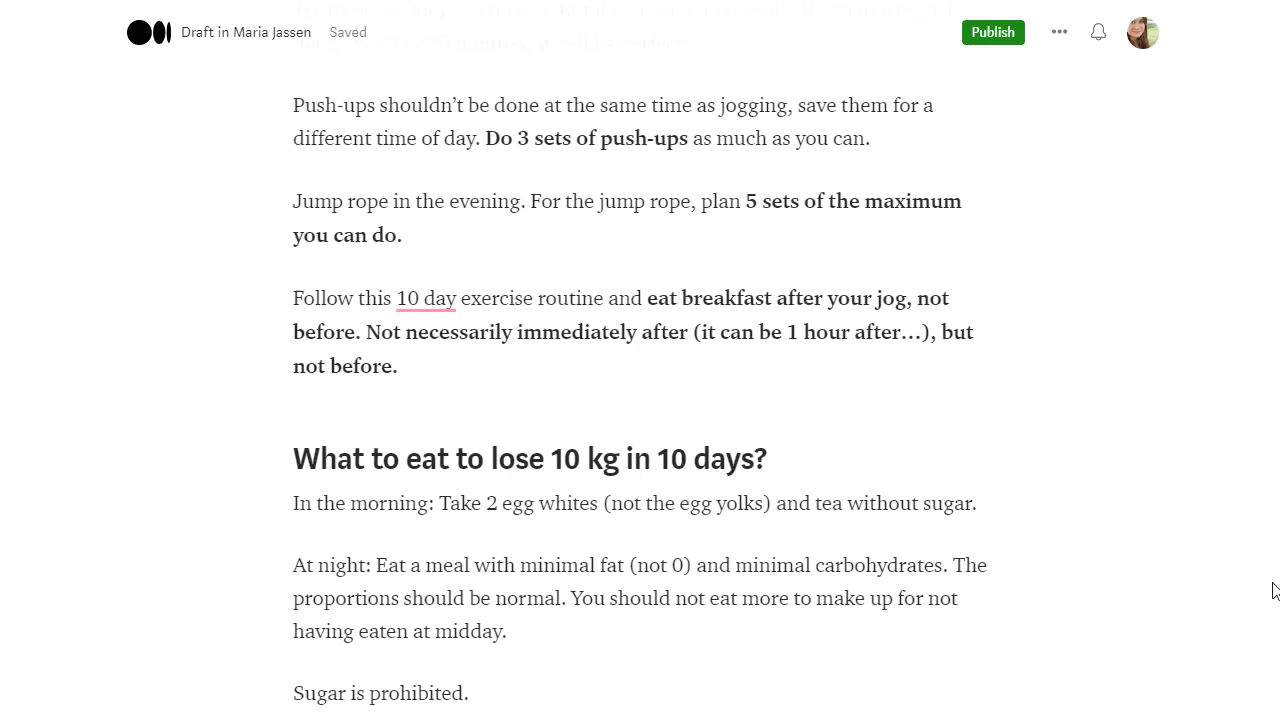 Draft in Maria Jassen Saved Publish
Push-ups shouldn’t be done at the same time as jogging, save them for a
different time of day. Do 3 sets of push-ups as much as you can.
Jump rope in the evening. For the jump rope, plan 5 sets of the maximum
you can do.
Follow this 10 day exercise routine and eat breakfast after your jog, not
before. Not necessarily immediately after (it can be 1 hour after…), but
not before.
What to eat to lose 10 kg in 10 days?
In the morning: Take 2 egg whites (not the egg yolks) and tea without sugar.
At night: Eat a meal with minimal fat (not 0) and minimal carbohydrates. The
proportions should be normal. You should not eat more to make up for not
having eaten at midday.
Sugar is prohibited.